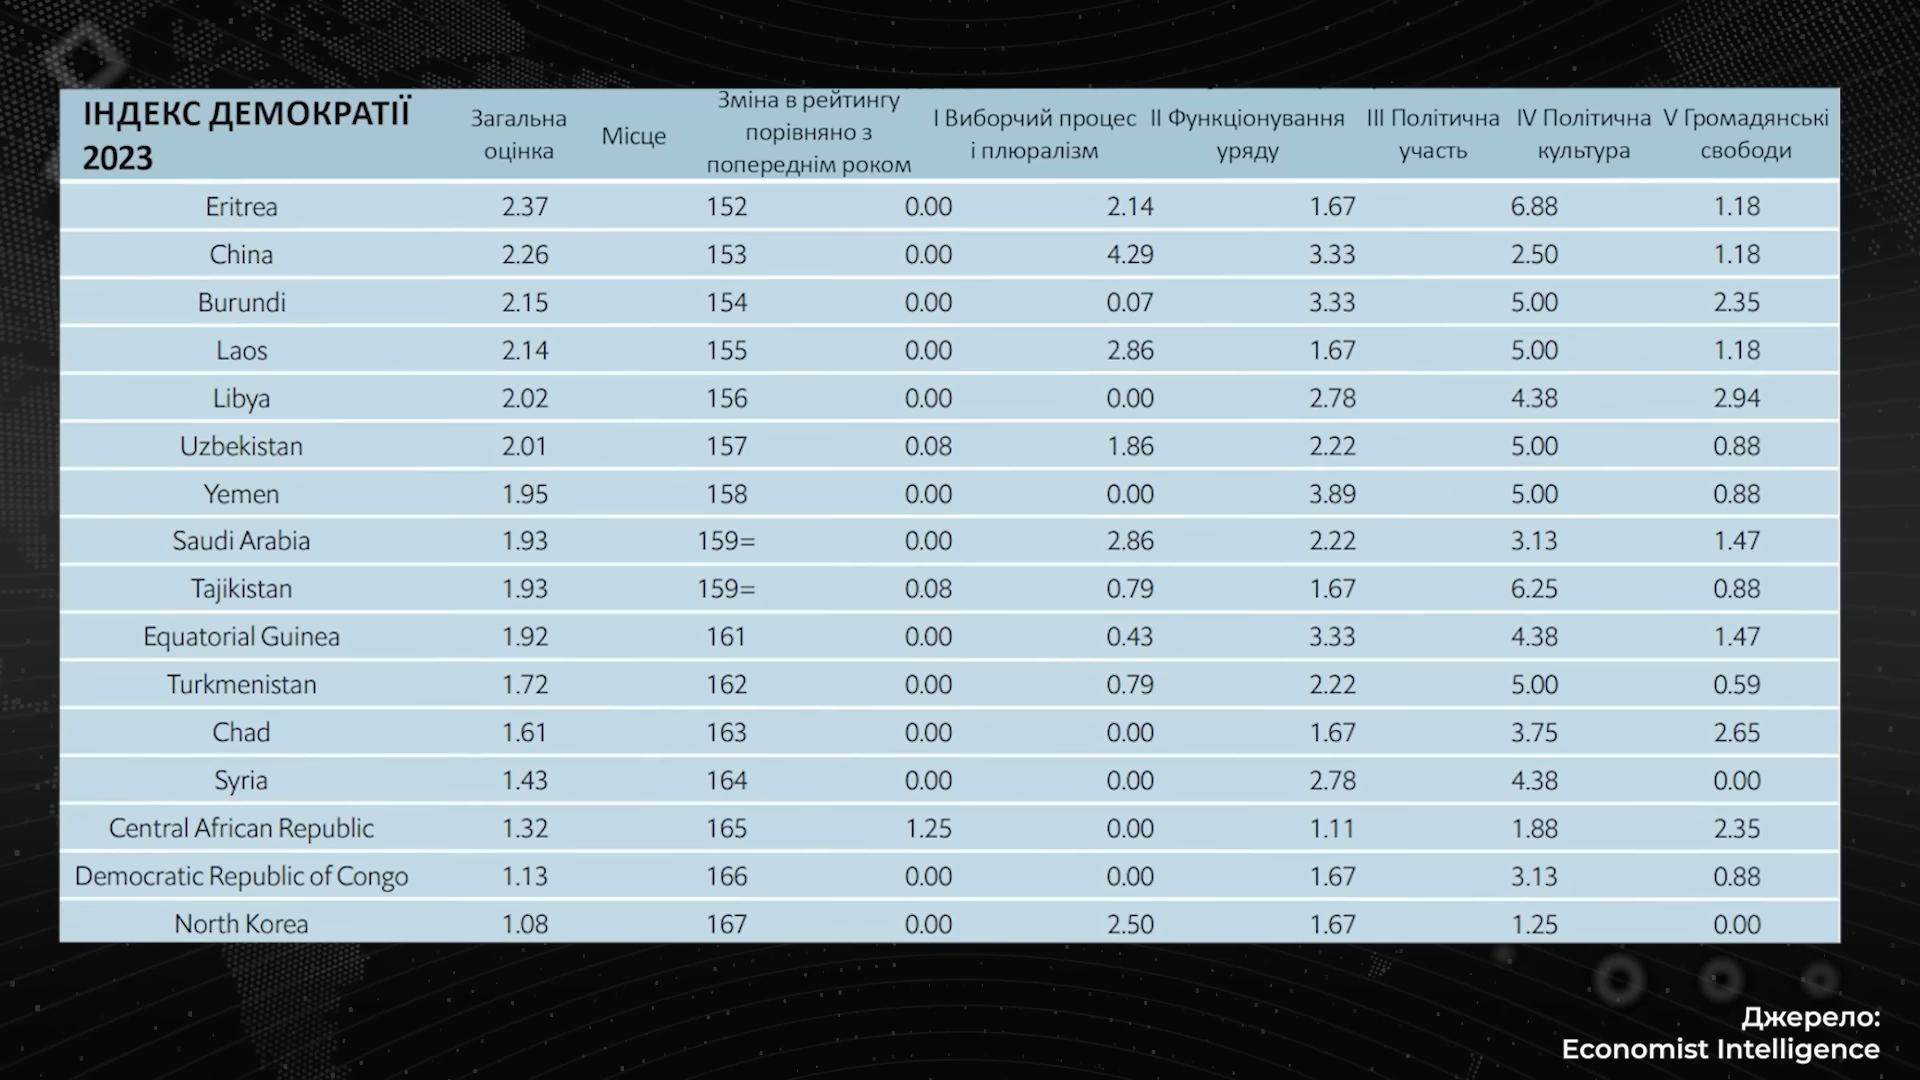 ІНДЕКС ДЕМОКРАТІЇ
2023
Загальна
оцінка
Місце
Зміна в рейтингу
порівняно з
попереднім роком
I Виборчий процес
і плюралізм
II Функціонування
уряду
III Політична
участь
IV Політична
культура
V Громадянські
свободи
Eritrea 2.37 152 0.00 2.14 1.67 6.88 1.18
China 2.26 153 0.00 4.29 3.33 2.50 1.18
Burundi 2.15 154 0.00 0.07 3.33 5.00 2.35
Laos 2.14 155 0.00 2.86 1.67 5.00 1.18
Libya 2.02 156 0.00 0.00 2.78 4.38 2.94
Uzbekistan 2.01 157 0.08 1.86 2.22 5.00 0.88
Yemen 1.95 158 0.00 0.00 3.89 5.00 0.88
Saudi Arabia 1.93 159= 0.00 2.86 2.22 3.13 1.47
Tajikistan 1.93 159= 0.08 0.79 1.67 6.25 0.88
Equatorial Guinea 1.92 161 0.00 0.43 3.33 4.38 1.47
Turkmenistan 1.72 162 0.00 0.79 2.22 5.00 0.59
Chad 1.61 163 0.00 0.00 1.67 3.75 2.65
Syria 1.43 164 0.00 0.00 2.78 4.38 0.00
Central African Republic 1.32 165 1.25 0.00 1.11 1.88 2.35
Democratic Republic of Congo 1.13 166 0.00 0.00 1.67 3.13 0.88
North Korea 1.08 167 0.00 2.50 1.67 1.25 0.00
Джерело:
Economist Intelligence